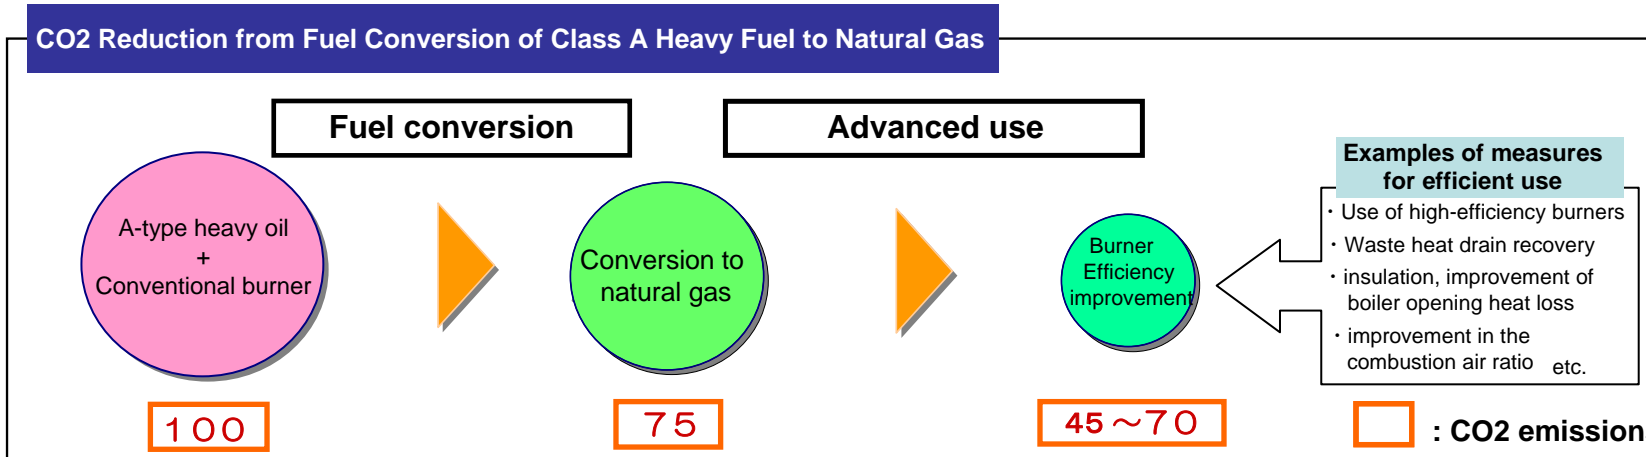 CO2 Reduction from Fuel Conversion of Class A Heavy Fuel to Natural Gas
Fuel conversion
Advanced use
A-type heavy oil
+
Conventional burner
Conversion to
natural gas
Burner
Efficiency
improvement
Examples of measures
for efficient use
・Use of high-efficiency burners
・Waste heat drain recovery
・insulation, improvement of
boiler opening heat loss
・improvement in the
combustion air ratio etc.
１００
７５
45～７０
: CO2 emission